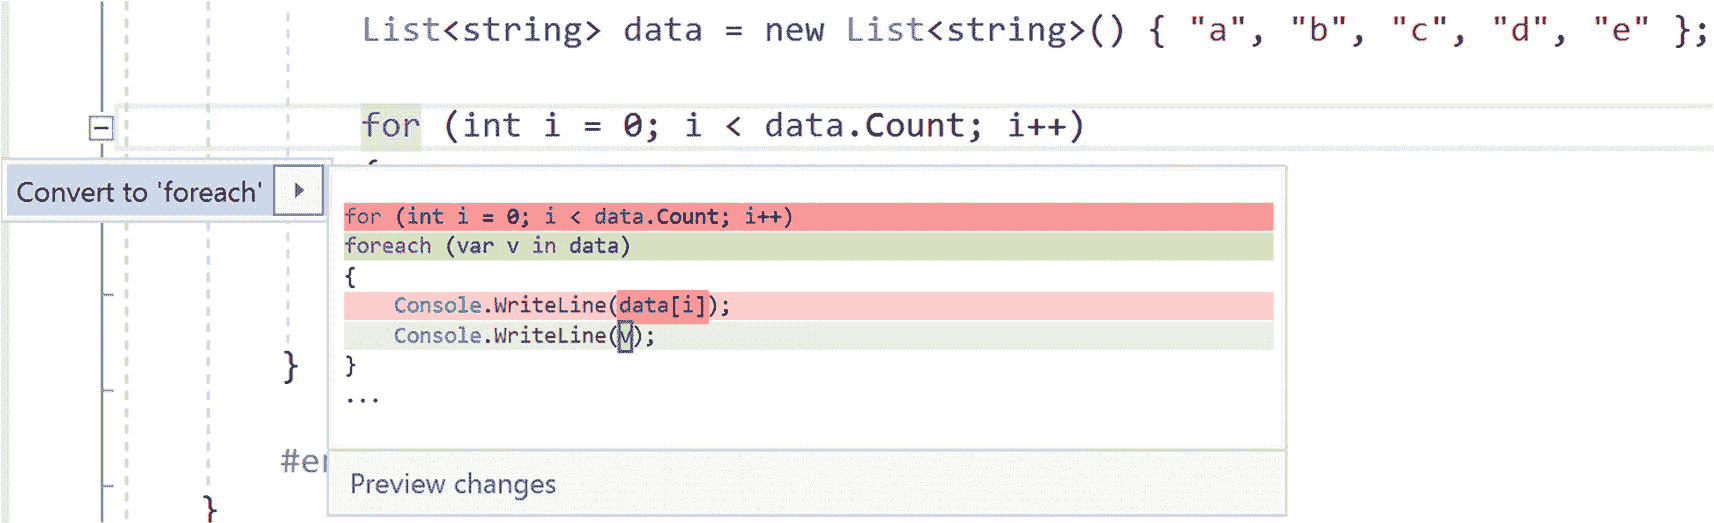 List<string> data = new List<string>() { "a", "b", "c", "d", "e" };
for (int i = 0; i < data.Count; i++)
{
Convert to 'foreach'
for (int i = 0; i < data.Count; i++)
foreach (var v in data)
{
Console.WriteLine(data[i]);
Console.WriteLine(v);
}
...
}
Preview changes
}